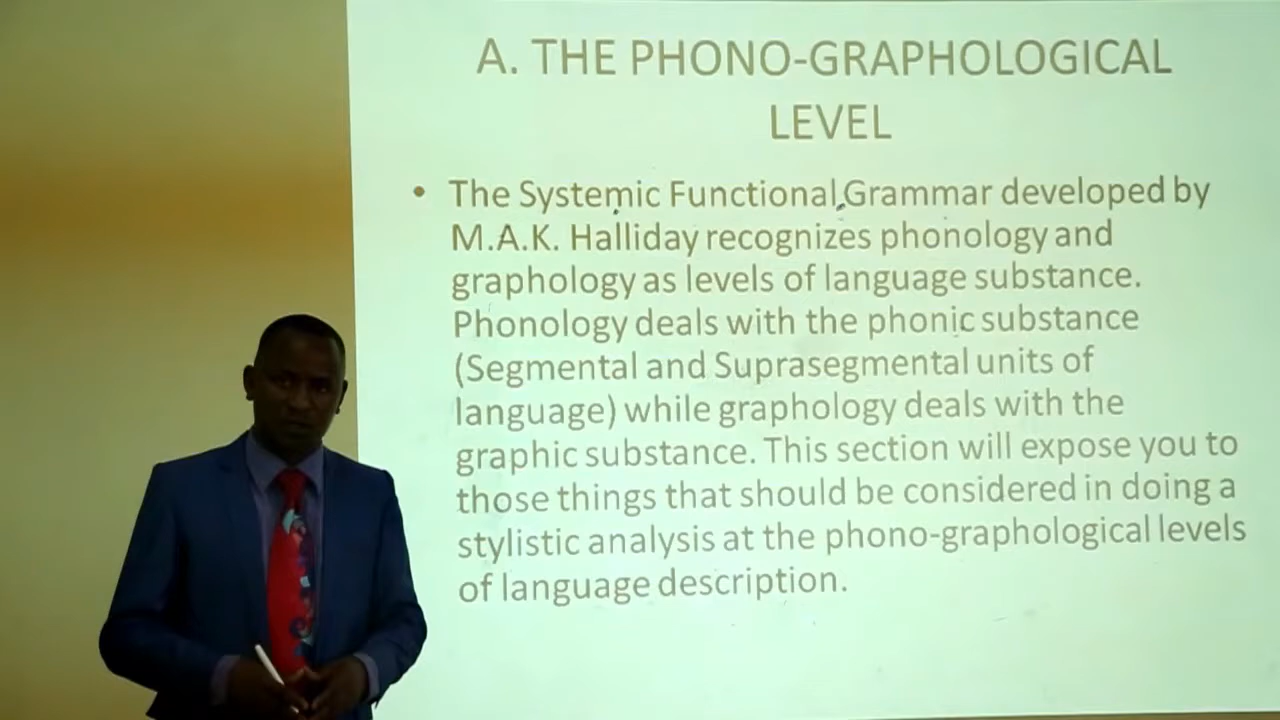 A. THE PHONO-GRAPHOLOGICAL
LEVEL
• The Systemic Functional Grammar developed by
M.A.K. Halliday recognizes phonology and
graphology as levels of language substance.
Phonology deals with the phonic substance
(Segmental and Suprasegmental units of
language) while graphology deals with the
graphic substance. This section will expose you to
those things that should be considered in doing a
stylistic analysis at the phono-graphological levels
of language description.